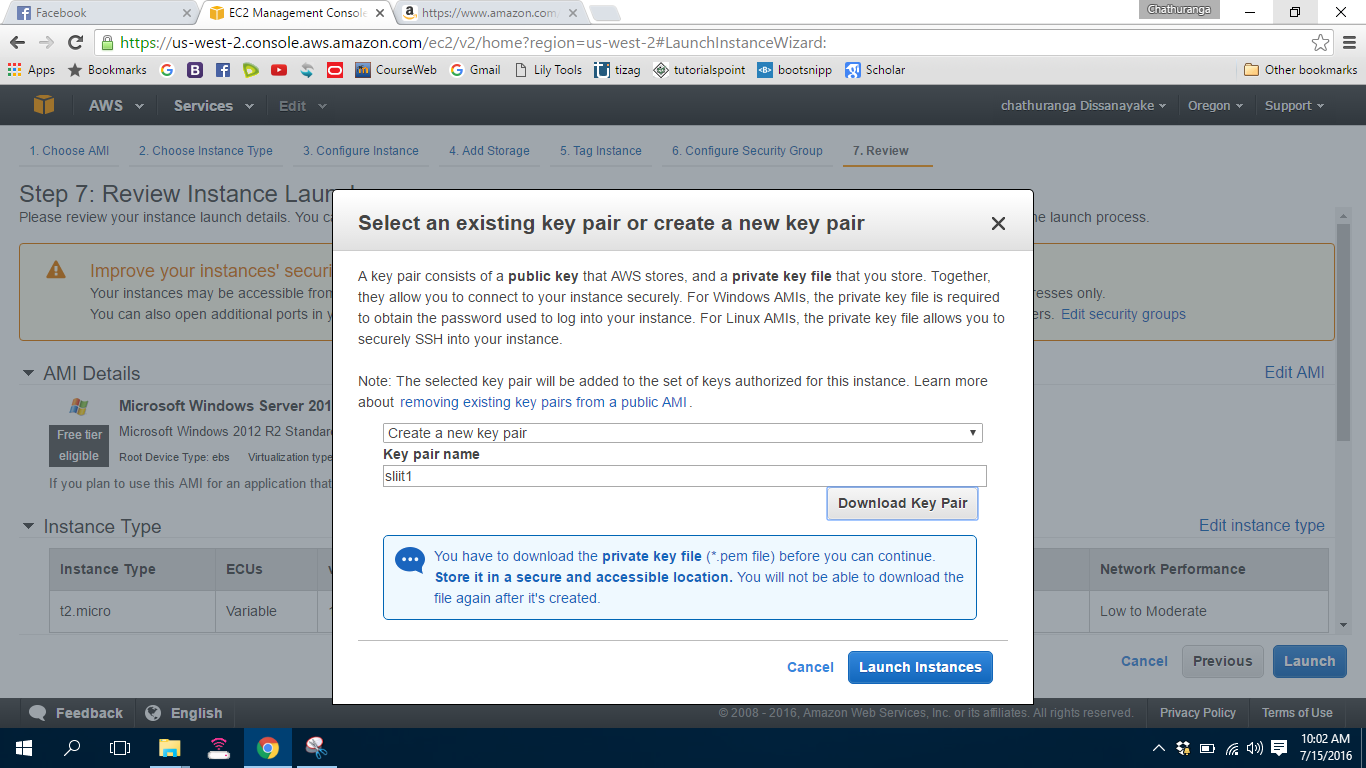 Facebook
EC2 Management Console
https://www.amazon.com
Chathuranga
https://us-west-2.console.aws.amazon.com/ec2/v2/home?region=us-west-2#LaunchInstanceWizard:
Apps Bookmarks CourseWeb Gmail Lily Tools tizag tutorialspoint bootsnipp Scholar Other bookmarks
AWS Services Edit chathuranga Dissanayake Oregon Support
1. Choose AMI 2. Choose Instance Type 3. Configure Instance 4. Add Storage 5. Tag Instance 6. Configure Security Group 7. Review
Step 7: Review Instance
Please review your instance launch details. You launch process.
Improve your instances'
Your instances may be accessible only.
You can also open additional ports in Edit security groups
AMI Details Edit AMI
Microsoft Windows Server
Free tier eligible
Microsoft Windows 2012 R2
Root Device Type: ebs Virtualization type
If you plan to use this AMI for an application that
Instance Type Edit instance type
Instance Type ECUs Network Performance
t2.micro Variable Low to Moderate
Cancel Previous Launch
Select an existing key pair or create a new key pair
A key pair consists of a public key that AWS stores, and a private key file that you store. Together,
they allow you to connect to your instance securely. For Windows AMIs, the private key file is required
to obtain the password used to log into your instance. For Linux AMIs, the private key file allows you to
securely SSH into your instance.
Note: The selected key pair will be added to the set of keys authorized for this instance. Learn more
about removing existing key pairs from a public AMI.
Create a new key pair
Key pair name
sliit1
Download Key Pair
You have to download the private key file (*.pem file) before you can continue.
Store it in a secure and accessible location. You will not be able to download the
file again after it's created.
Cancel Launch Instances
Feedback English © 2008 - 2016, Amazon Web Services, Inc. or its affiliates. All rights reserved. Privacy Policy Terms of Use
10:02 AM
7/15/2016